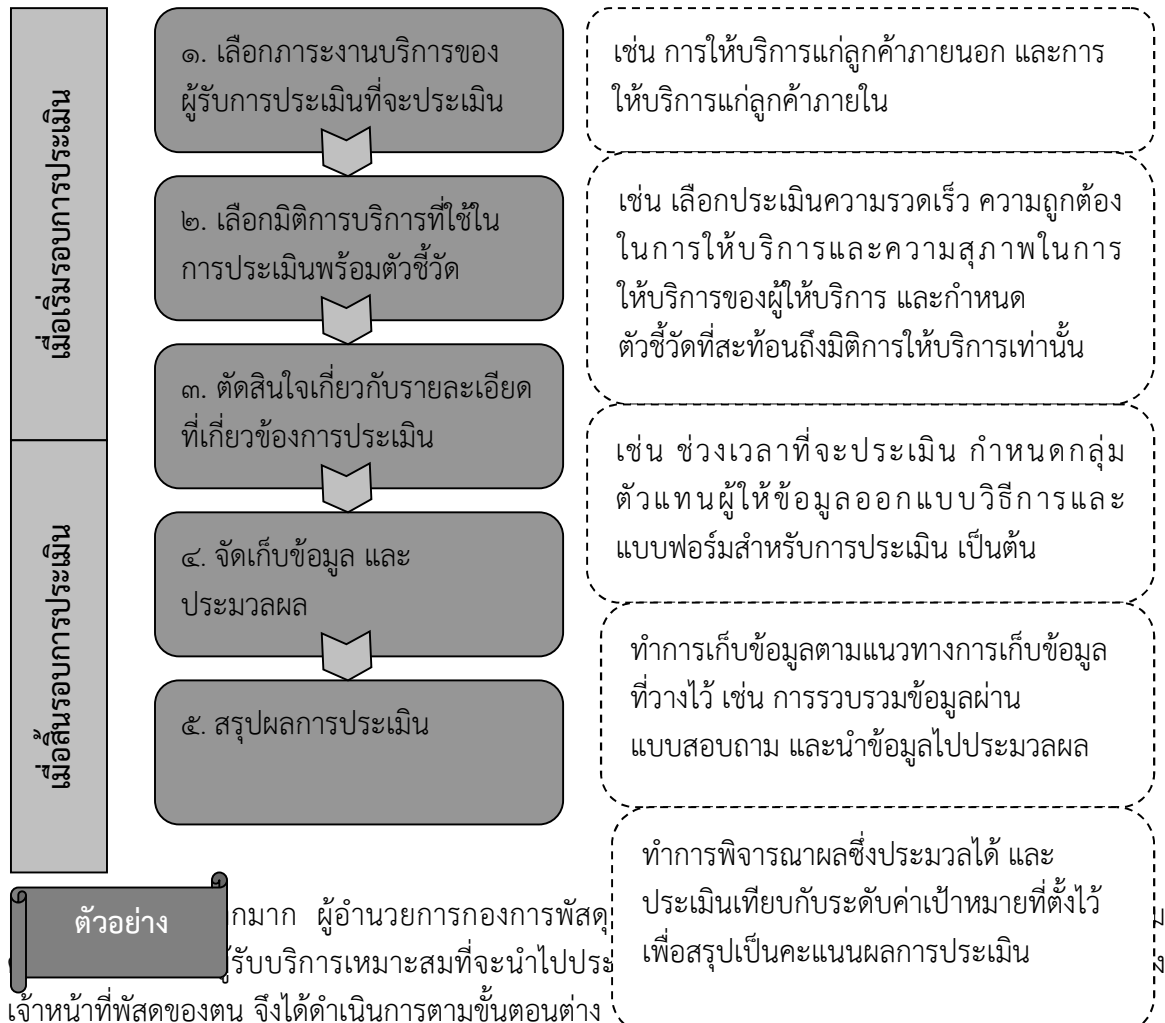 เมื่อเริ่มรอบการประเมิน
๑. เลือกภาระงานบริการของ
ผู้รับการประเมินที่จะประเมิน
เช่น การให้บริการแก่ลูกค้าภายนอก และการ
ให้บริการแก่ลูกค้าภายใน
๒. เลือกมิติการบริการที่ใช้ใน
การประเมินพร้อมตัวชี้วัด
เช่น เลือกประเมินความรวดเร็ว ความถูกต้อง
ในการให้บริการและความสุภาพในการ
ให้บริการของผู้ให้บริการ และกำหนด
ตัวชี้วัดที่สะท้อนถึงมิติการให้บริการเท่านั้น
๓. ตัดสินใจเกี่ยวกับรายละเอียด
ที่เกี่ยวข้องการประเมิน
เช่น ช่วงเวลาที่จะประเมิน กำหนดกลุ่ม
ตัวแทนผู้ให้ข้อมูลออกแบบวิธีการและ
แบบฟอร์มสำหรับการประเมิน เป็นต้น
เมื่อสิ้นรอบการประเมิน
๔. จัดเก็บข้อมูล และ
ประมวลผล
ทำการเก็บข้อมูลตามแนวทางการเก็บข้อมูล
ที่วางไว้ เช่น การรวบรวมข้อมูลผ่าน
แบบสอบถาม และนำข้อมูลไปประมวลผล
๕. สรุปผลการประเมิน
ทำการพิจารณาผลซึ่งประมวลได้ และ
ประเมินเทียบกับระดับค่าเป้าหมายที่ตั้งไว้
เพื่อสรุปเป็นคะแนนผลการประเมิน
ตัวอย่าง
กมาก ผู้อำนวยการกองการพัสดุ
รับบริการเหมาะสมที่จะนำไปประ
เจ้าหน้าที่พัสดุของตน จึงได้ดำเนินการตามขั้นตอนต่าง